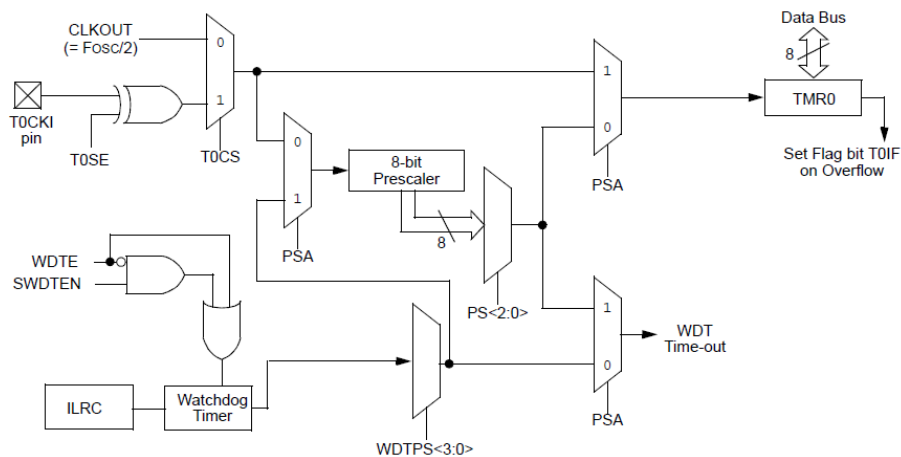 CLKOUT
(= FOSC/2)
0
1
T0CKI
pin
T0SE
T0CS
0
1
PSA
8-bit
Prescaler
8
PS<2:0>
1
0
PSA
Data Bus
8
TMR0
Set Flag bit T0IF
on Overflow
WDTE
SWDTEN
ILRC
Watchdog
Timer
WDTPS<3:0>
1
0
PSA
WDT
Time-out